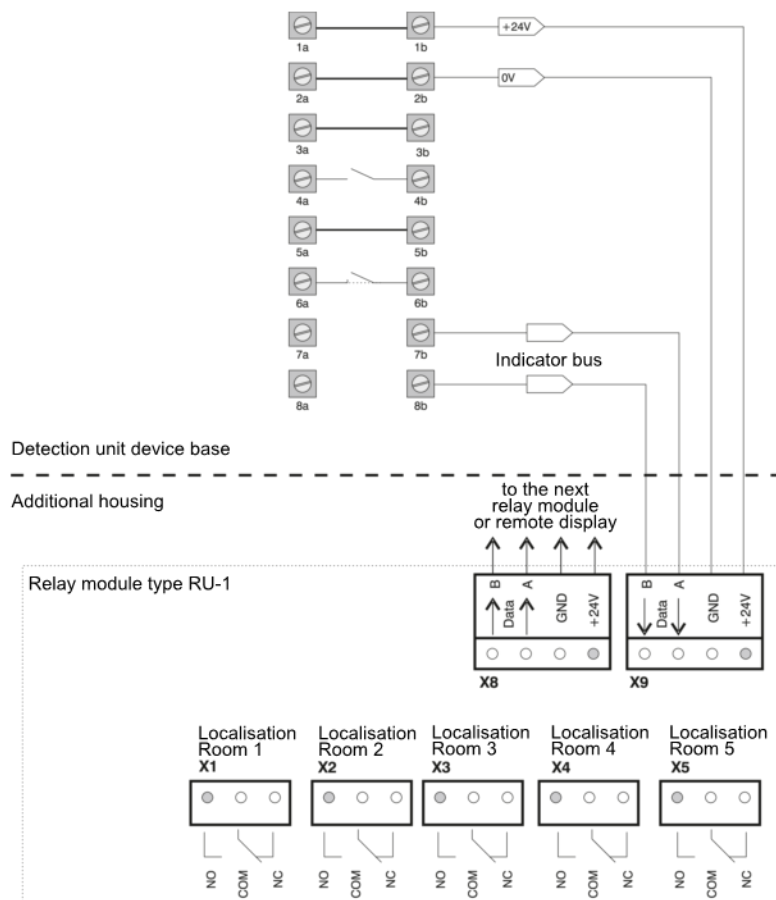 +24V
1a
1b
0V
2a
2b
3a
3b
4a
4b
5a
5b
6a
6b
7a
7b
Indicator bus
8a
8b
Detection unit device base
Additional housing
to the next
relay module
or remote display
Relay module type RU-1
B
Data
A
GND
+24V
X8
B
Data
A
GND
+24V
X9
Localisation
Room 1
X1
Localisation
Room 2
X2
Localisation
Room 3
X3
Localisation
Room 4
X4
Localisation
Room 5
X5
NO
COM
NC
NO
COM
NC
NO
COM
NC
NO
COM
NC
NO
COM
NC